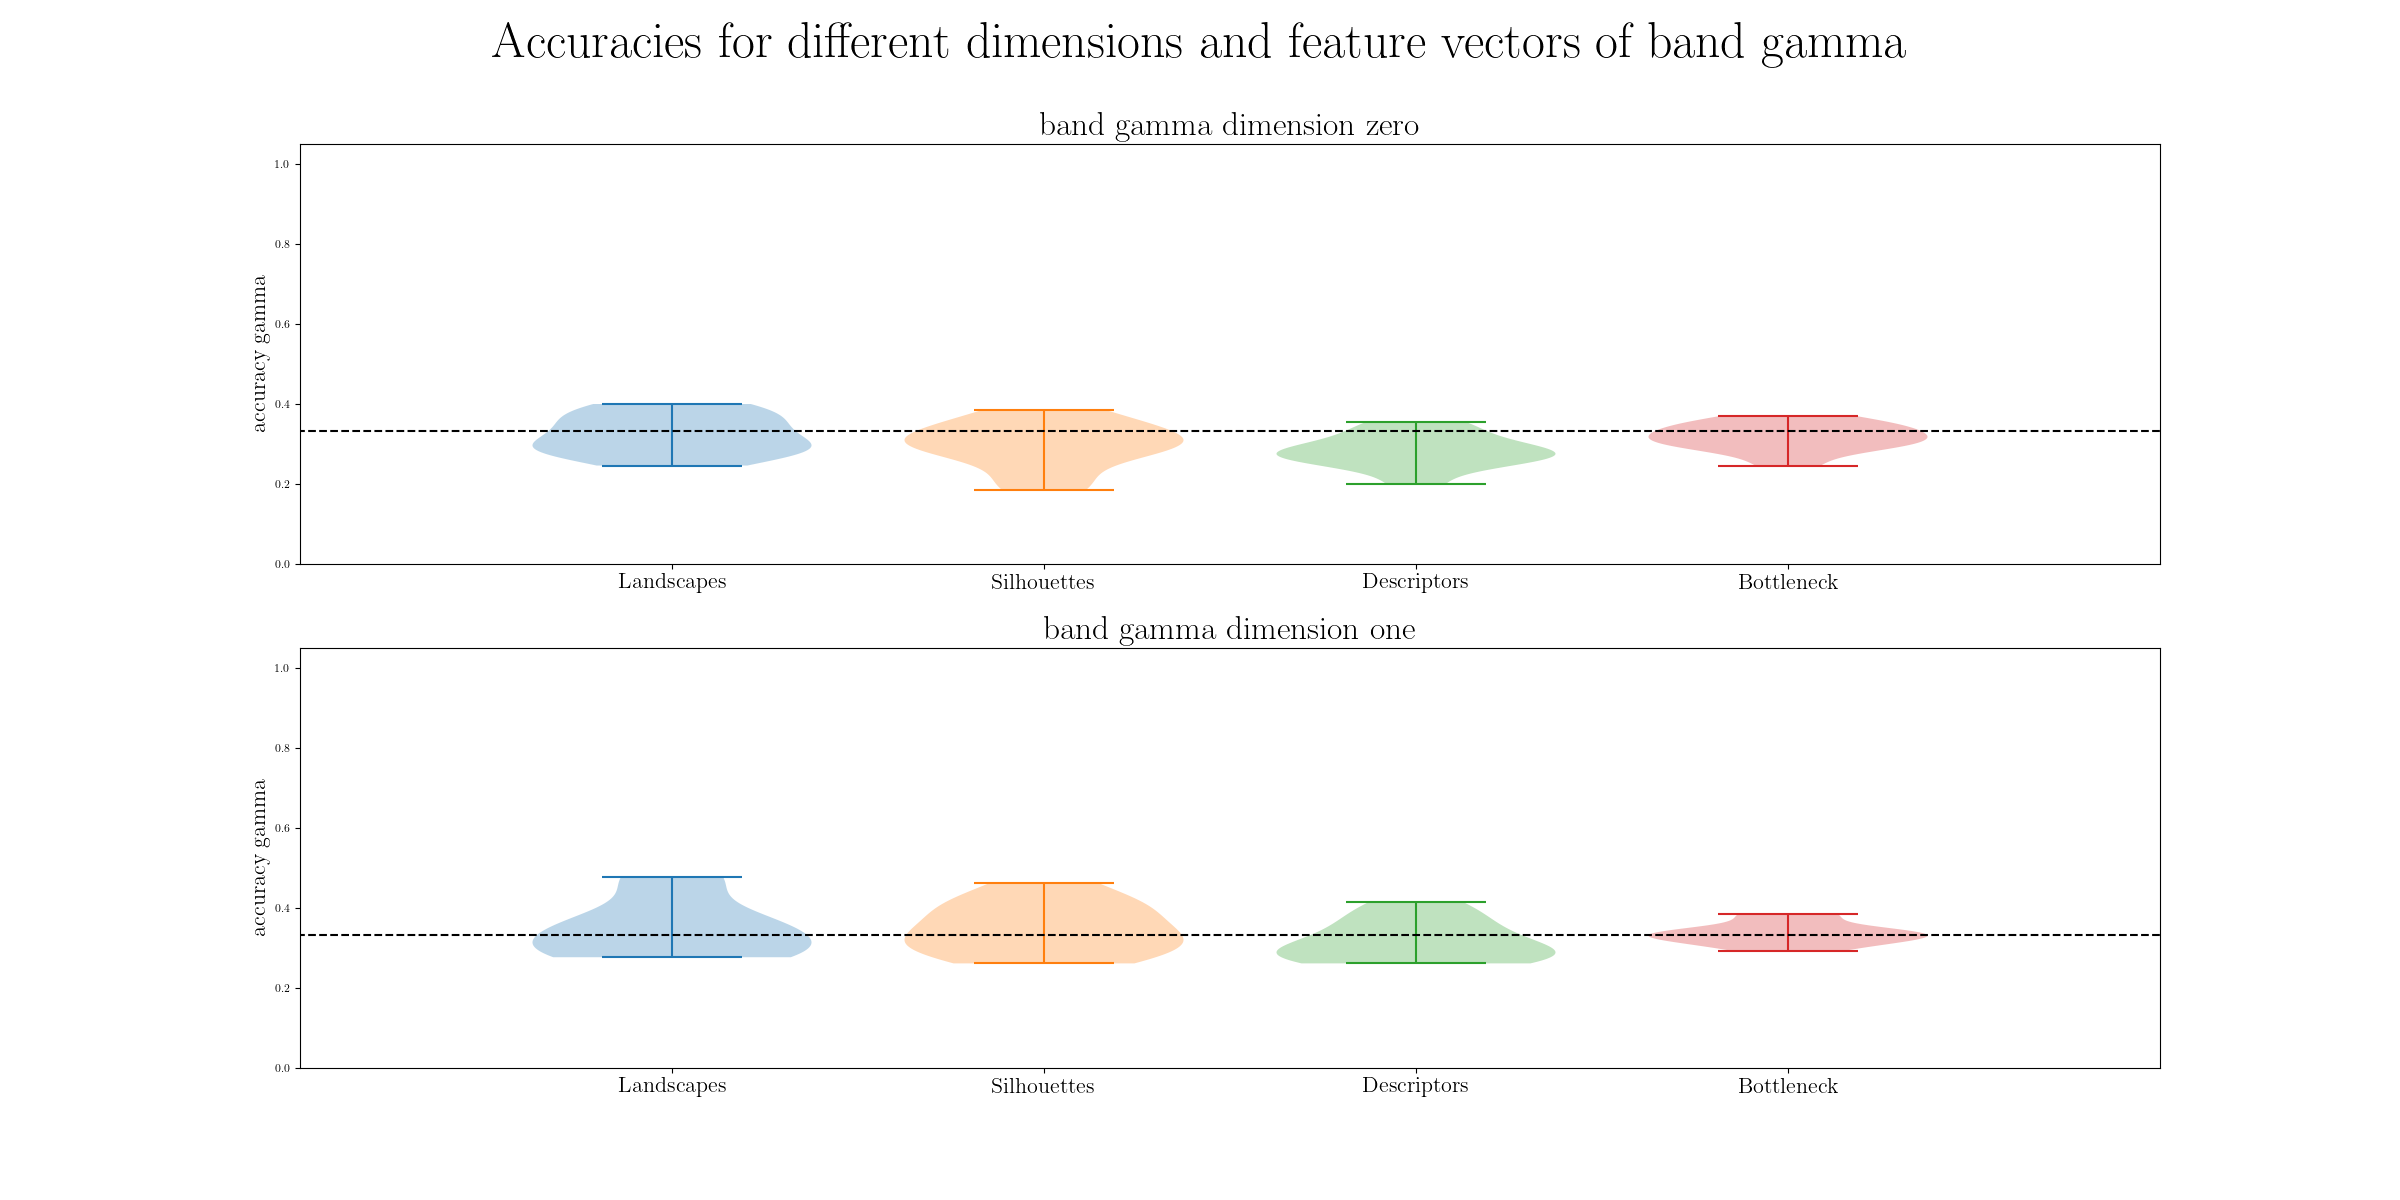 Accuracies for different dimensions and feature vectors of band gamma
band gamma dimension zero
accuracy gamma
1.0
0.8
0.6
0.4
0.2
0.0
Landscapes Silhouettes Descriptors Bottleneck
band gamma dimension one
accuracy gamma
1.0
0.8
0.6
0.4
0.2
0.0
Landscapes Silhouettes Descriptors Bottleneck